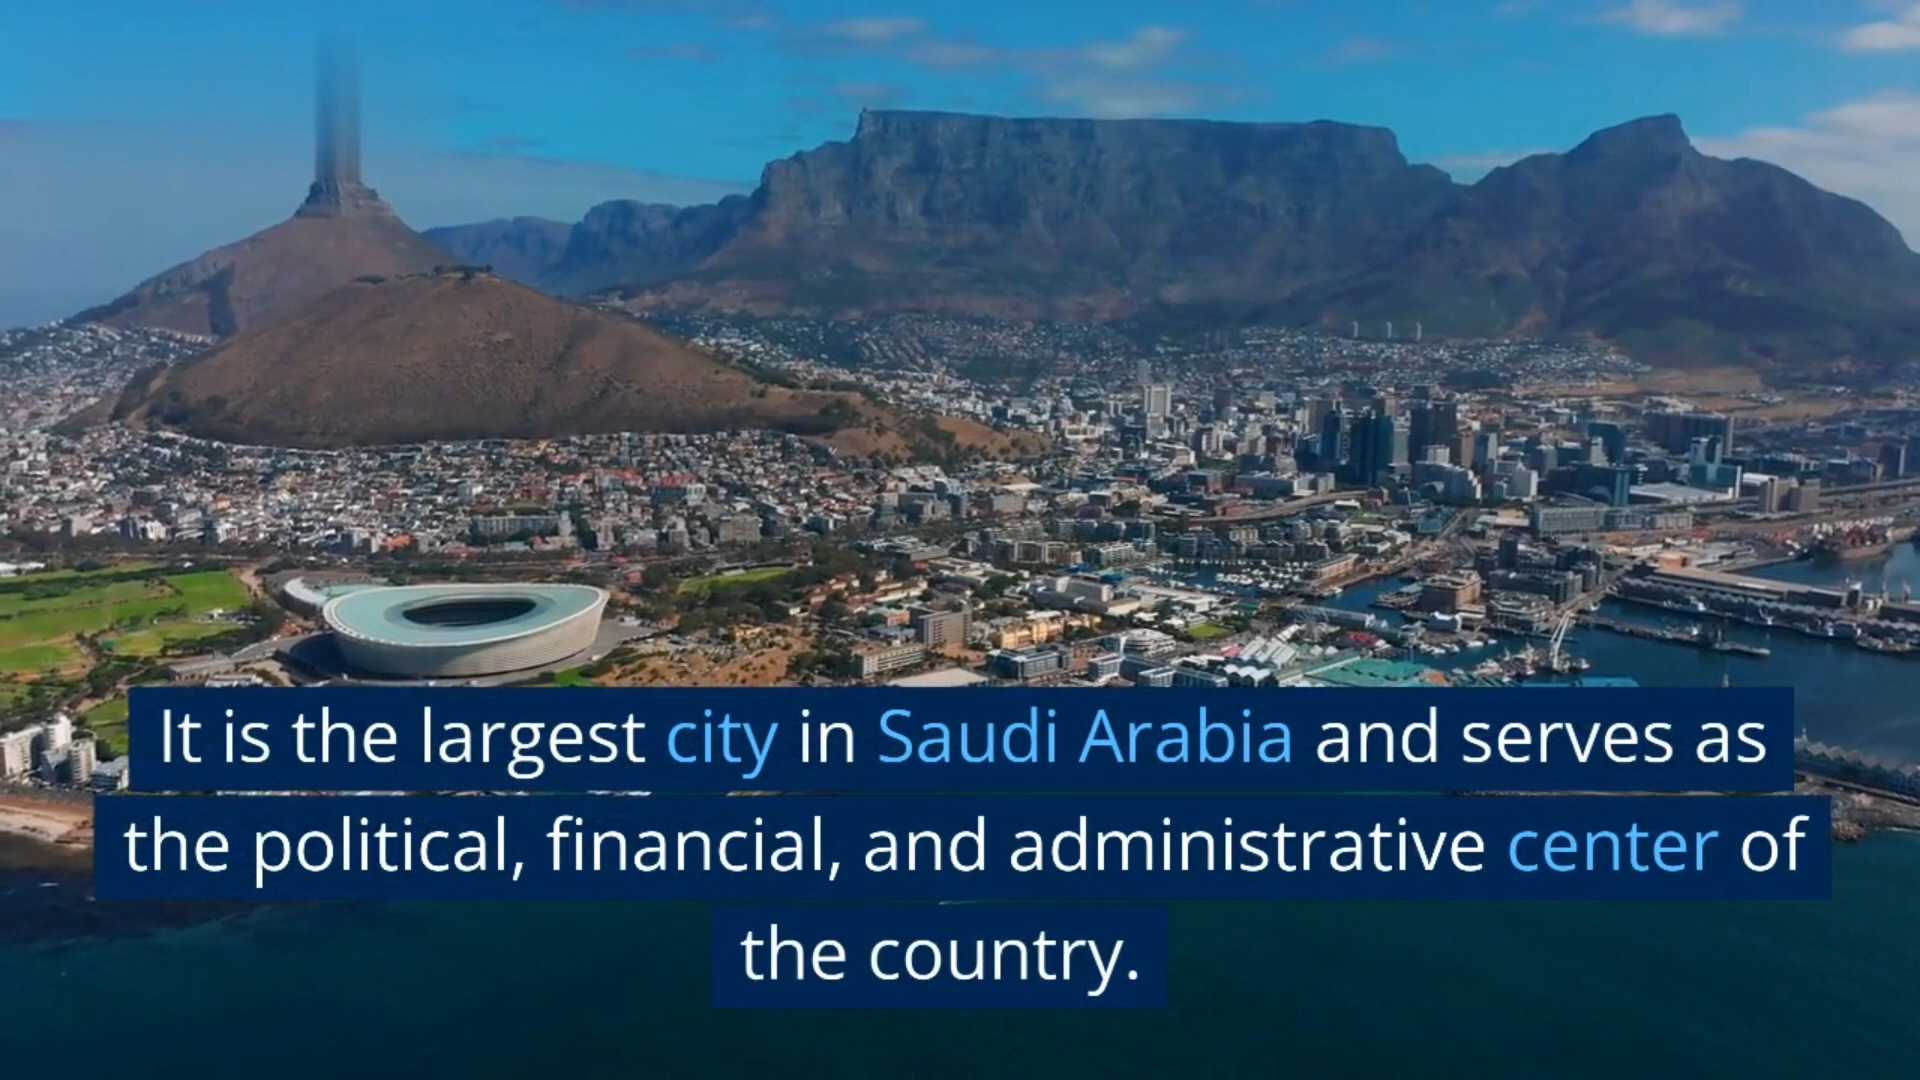 It is the largest city in Saudi Arabia and serves as
the political, financial, and administrative center of
the country.